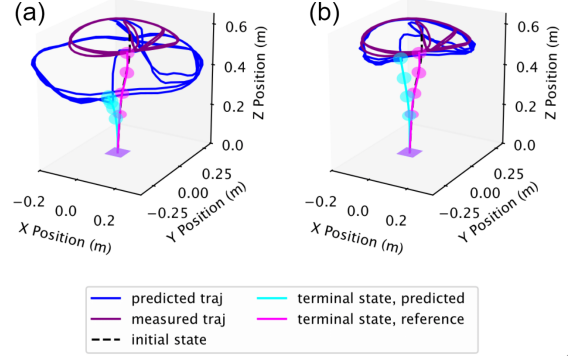 (a)
(b)
0.6
0.4
0.2
0.0
Z Position (m)
−0.2
0.0
0.2
X Position (m)
−0.25
0.00
0.25
Y Position (m)
0.6
0.4
0.2
0.0
Z Position (m)
−0.2
0.0
0.2
X Position (m)
−0.25
0.00
0.25
Y Position (m)
predicted traj
measured traj
initial state
terminal state, predicted
terminal state, reference